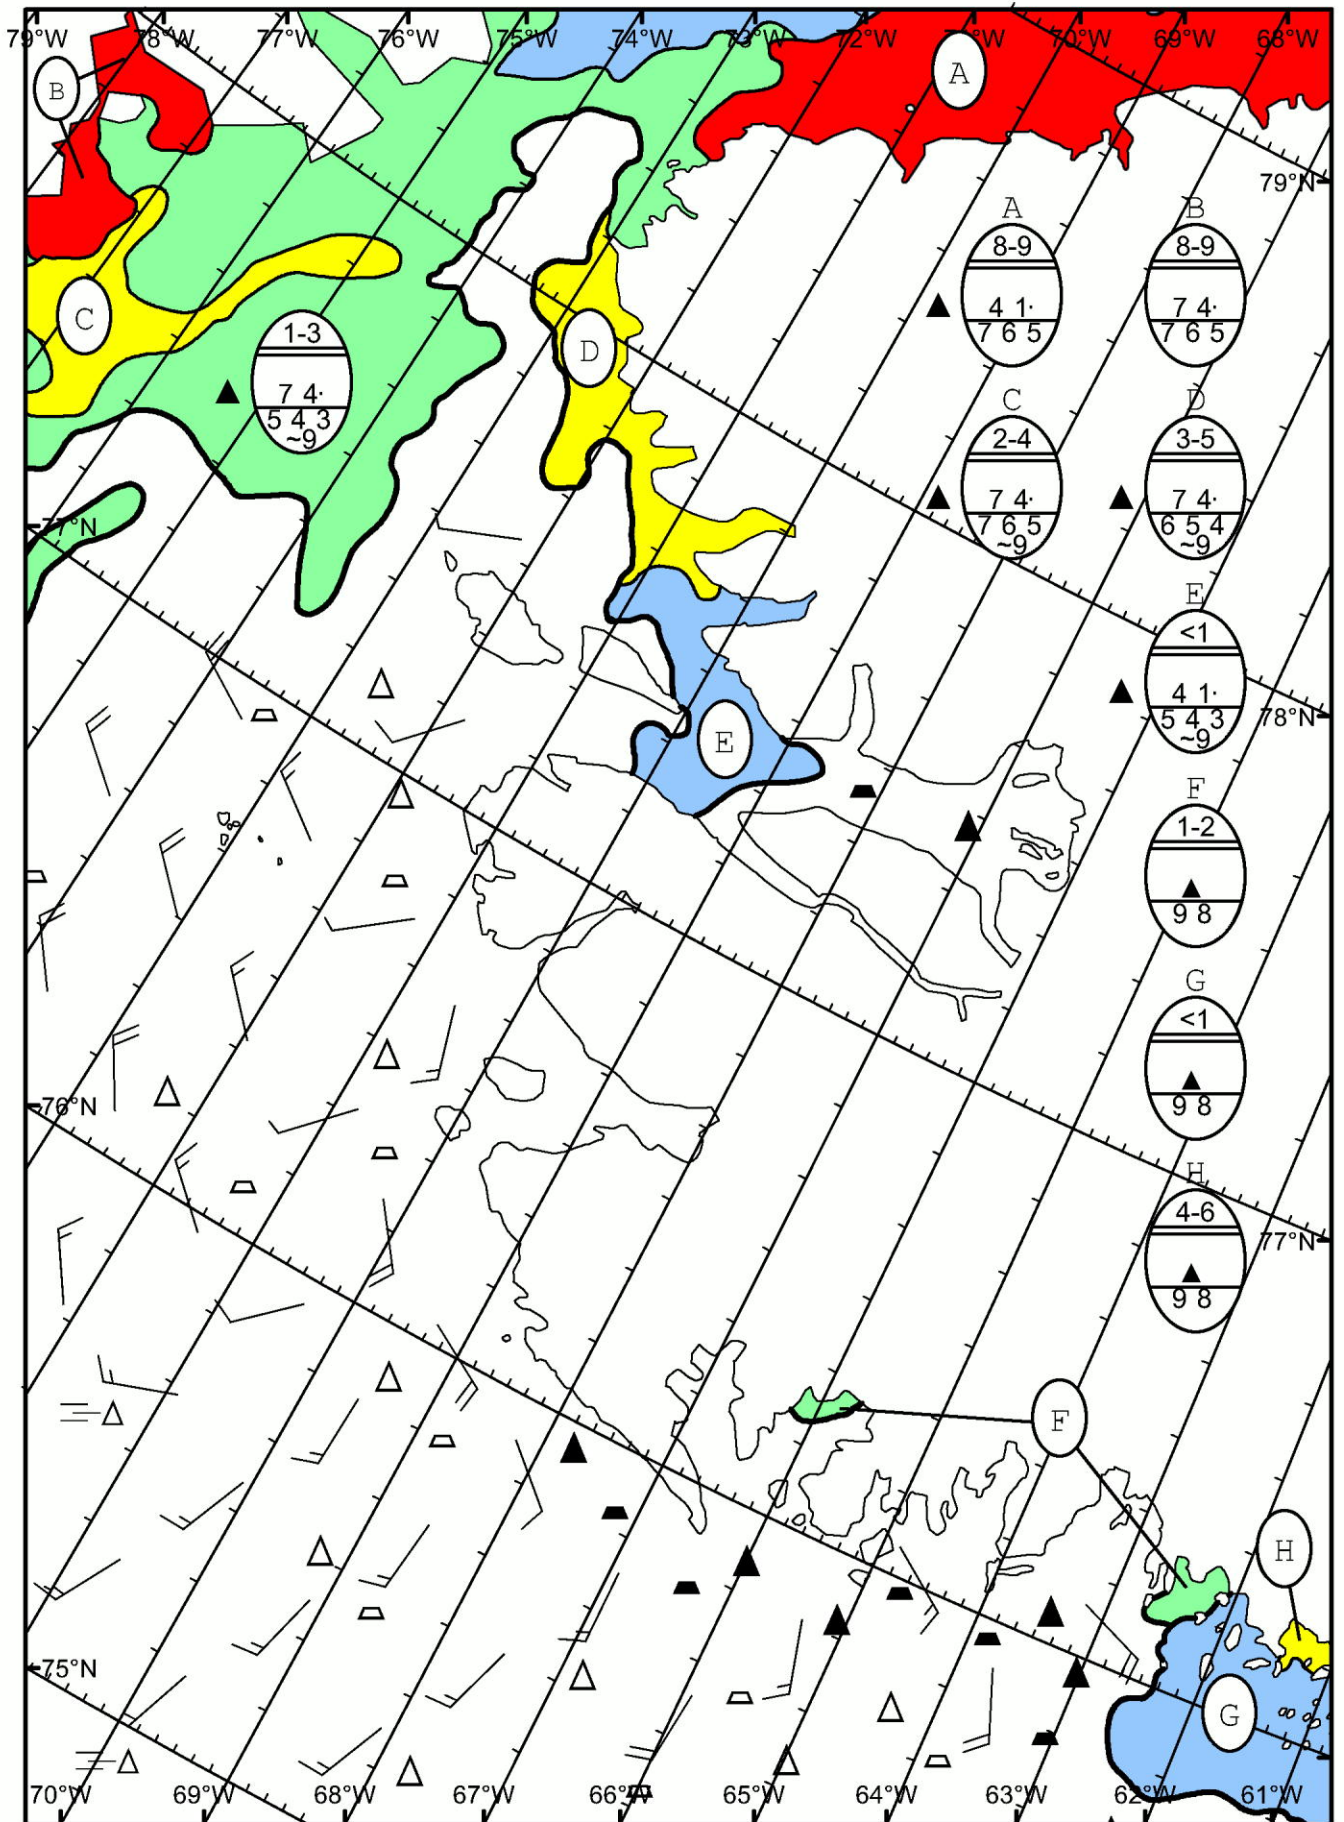 79°W 78°W 77°W 76°W 75°W 74°W 73°W 72°W 71°W 70°W 69°W 68°W
A
B
79°N
A B
8-9 8-9
4 1· 7 4·
7 6 5 7 6 5
C
1-3
7 4·
5 4 3
~9
D
C D
2-4 3-5
7 4· 7 4·
7 6 5 6 5 4
~9 ~9
77°N
E
<1
4 1·
5 4 3
~9
78°N
E
F
1-2
9 8
G
<1
9 8
76°N
H
4-6
9 8
77°N
F
H
75°N
G
70°W 69°W 68°W 67°W 66°W 65°W 64°W 63°W 62°W 61°W